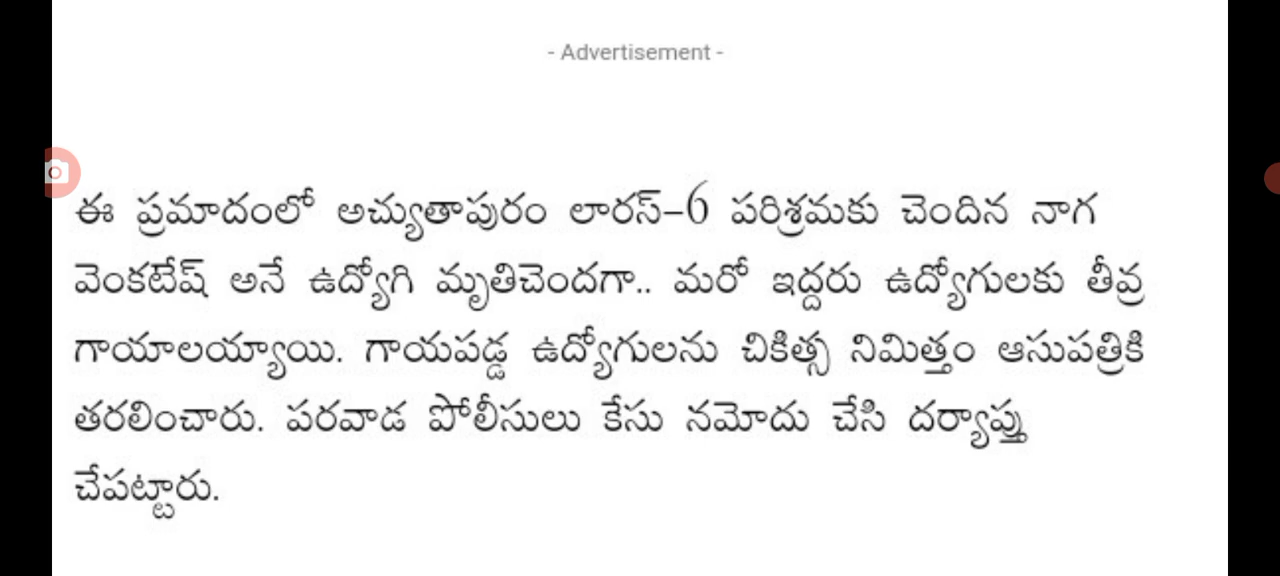 - Advertisement -
ఈ ప్రమాదంలో అచ్యుతాపురం లారస్-6 పరిశ్రమకు చెందిన నాగ
వెంకటేష్ అనే ఉద్యోగి మృతిచెందగా.. మరో ఇద్దరు ఉద్యోగులకు తీవ్ర
గాయాలయ్యాయి. గాయపడ్డ ఉద్యోగులను చికిత్స నిమిత్తం ఆసుపత్రికి
తరలించారు. పరవాడ పోలీసులు కేసు నమోదు చేసి దర్యాప్తు
చేపట్టారు.